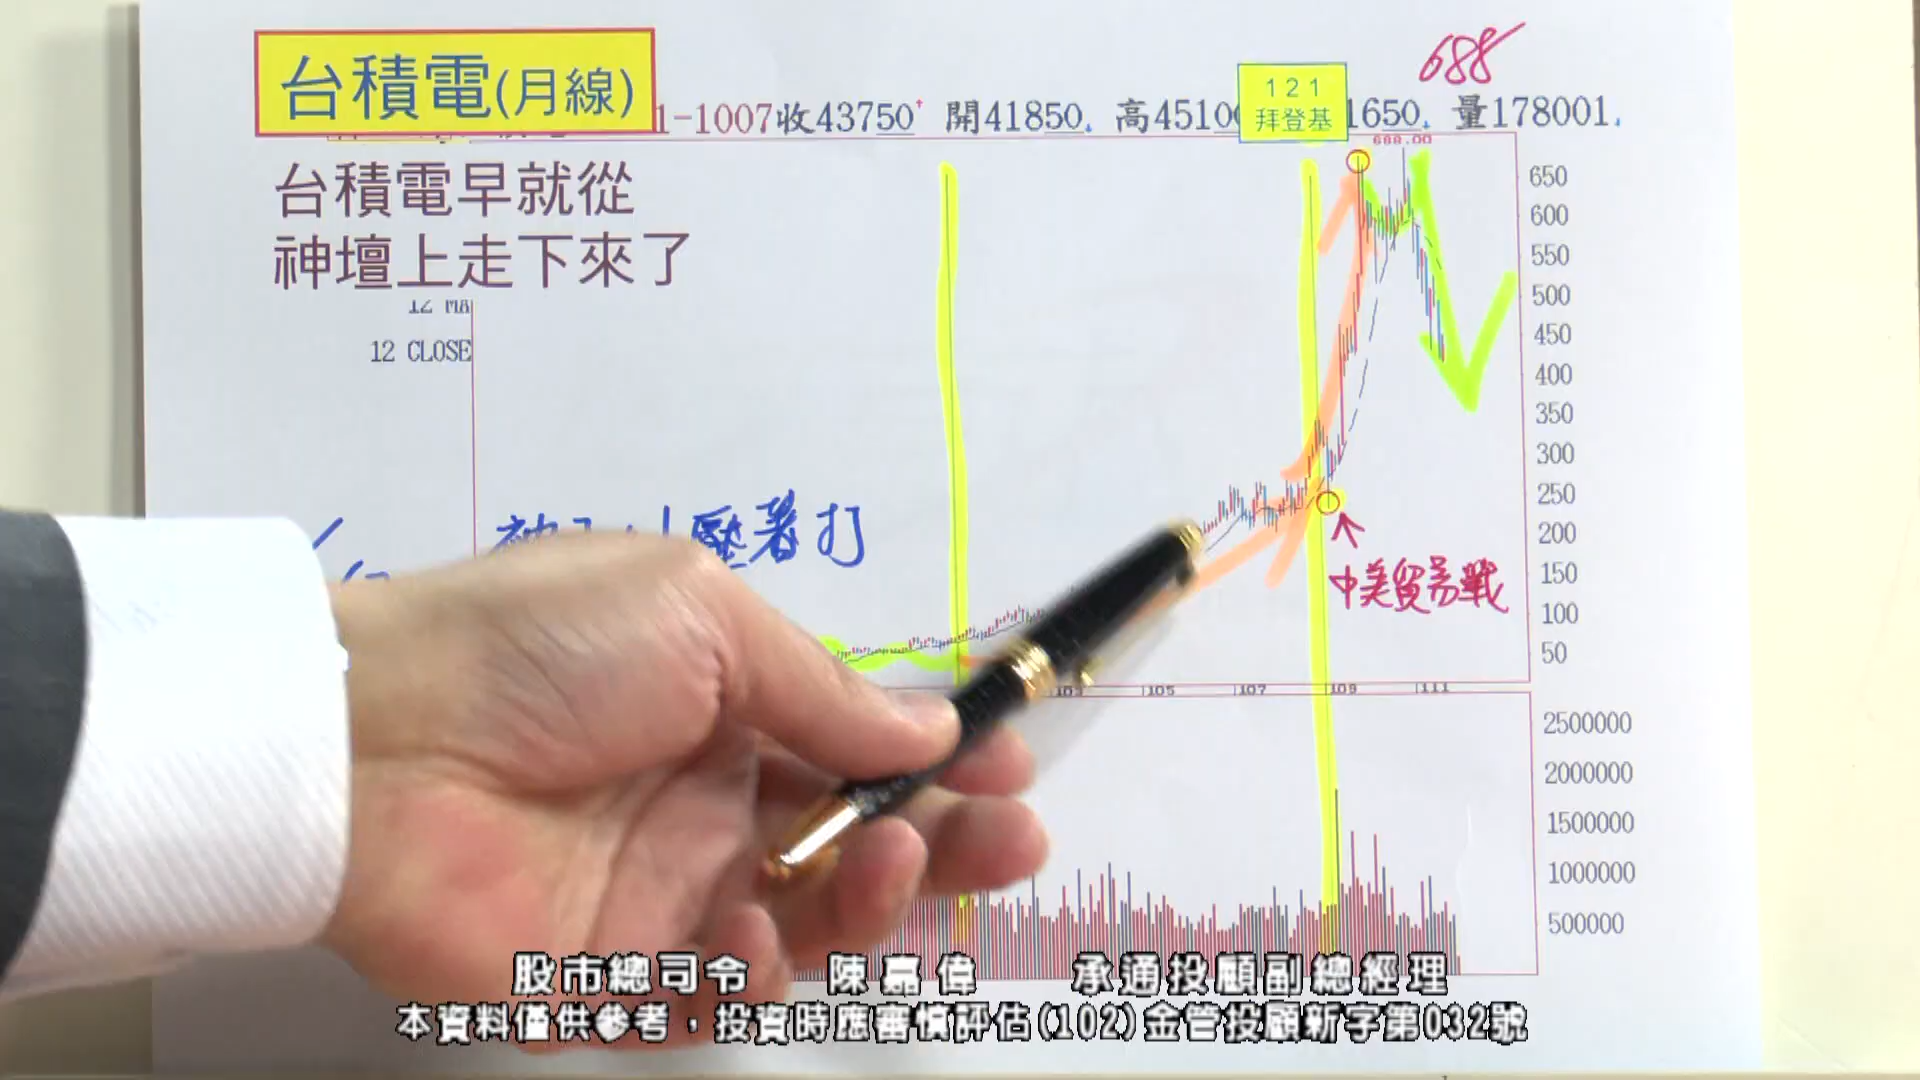 台積電(月線)
1-1007收43750 開41850 高4510 1650 量178001
121
拜登基
688
688.00
台積電早就從
神壇上走下來了
12 MA
12 CLOSE
壓著打
中美貿易戰
650
600
550
500
450
400
350
300
250
200
150
100
50
103 105 107 109 111
2500000
2000000
1500000
1000000
500000
股市總司令 陳嘉偉 承通投顧副總經理
本資料僅供參考，投資時應審慎評估(102)金管投顧新字第032號